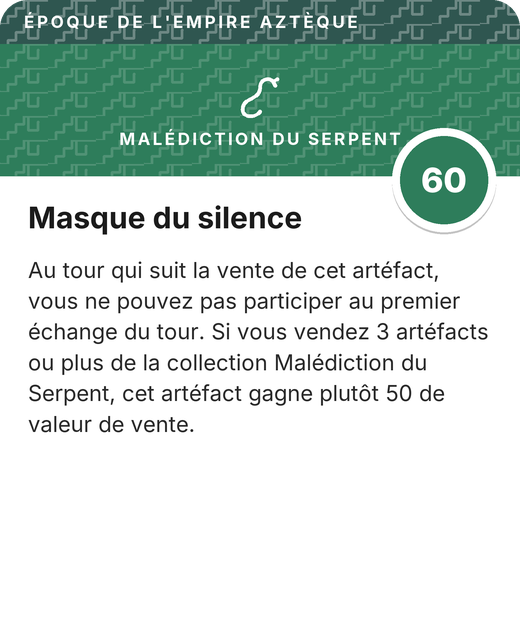 ÉPOQUE DE L'EMPIRE AZTÈQUE
MALÉDICTION DU SERPENT
60
Masque du silence
Au tour qui suit la vente de cet artéfact,
vous ne pouvez pas participer au premier
échange du tour. Si vous vendez 3 artéfacts
ou plus de la collection Malédiction du
Serpent, cet artéfact gagne plutôt 50 de
valeur de vente.